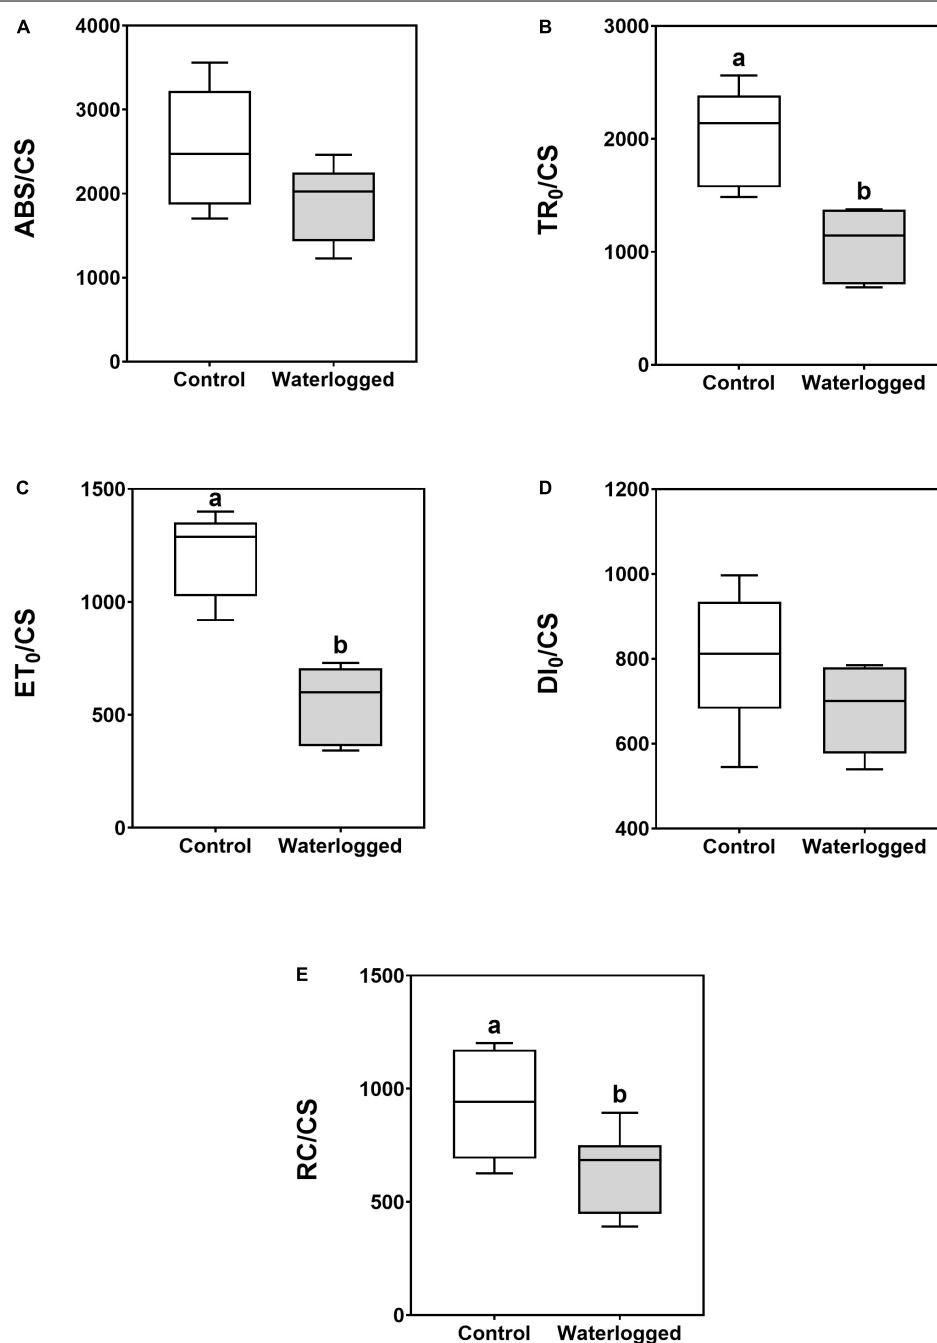 A
ABS/CS
4000
3000
2000
1000
0
Control Waterlogged
B
TR0/CS
3000
2000
1000
0
a
b
Control Waterlogged
C
ET0/CS
1500
1000
500
0
a
b
Control Waterlogged
D
DI0/CS
1200
1000
800
600
400
Control Waterlogged
E
RC/CS
1500
1000
500
0
a
b
Control Waterlogged